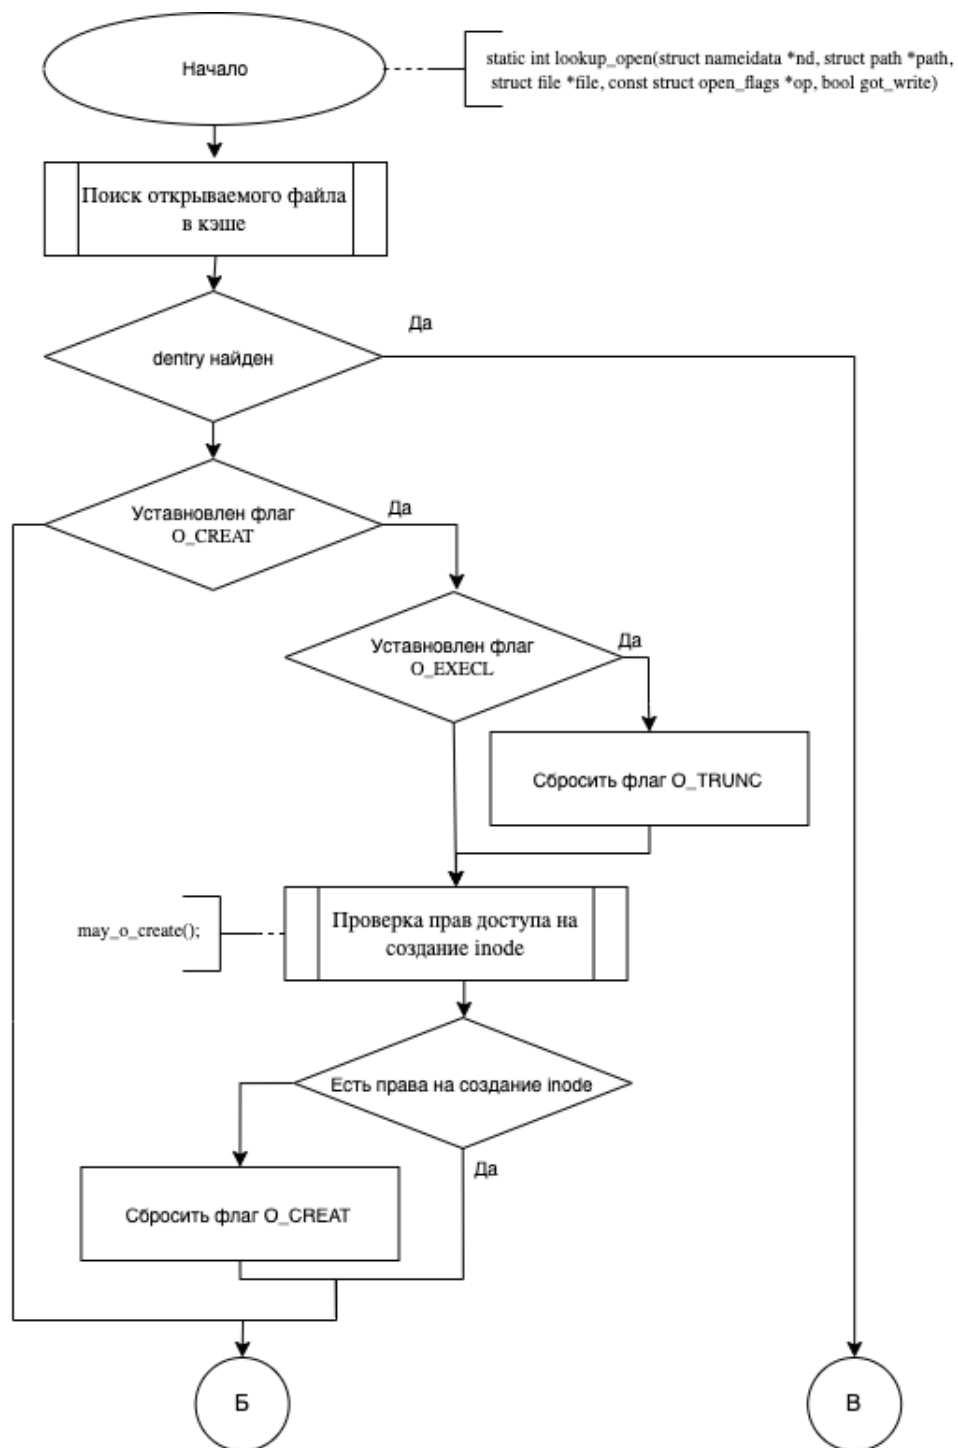 Начало
static int lookup_open(struct nameidata *nd, struct path *path,
struct file *file, const struct open_flags *op, bool got_write)
Поиск открываемого файла
в кэше
Да
dentry найден
Уставновлен флаг
O_CREAT
Да
Уставновлен флаг
O_EXECL
Да
Сбросить флаг O_TRUNC
may_o_create();
Проверка прав доступа на
создание inode
Есть права на создание inode
Да
Сбросить флаг O_CREAT
Б
В